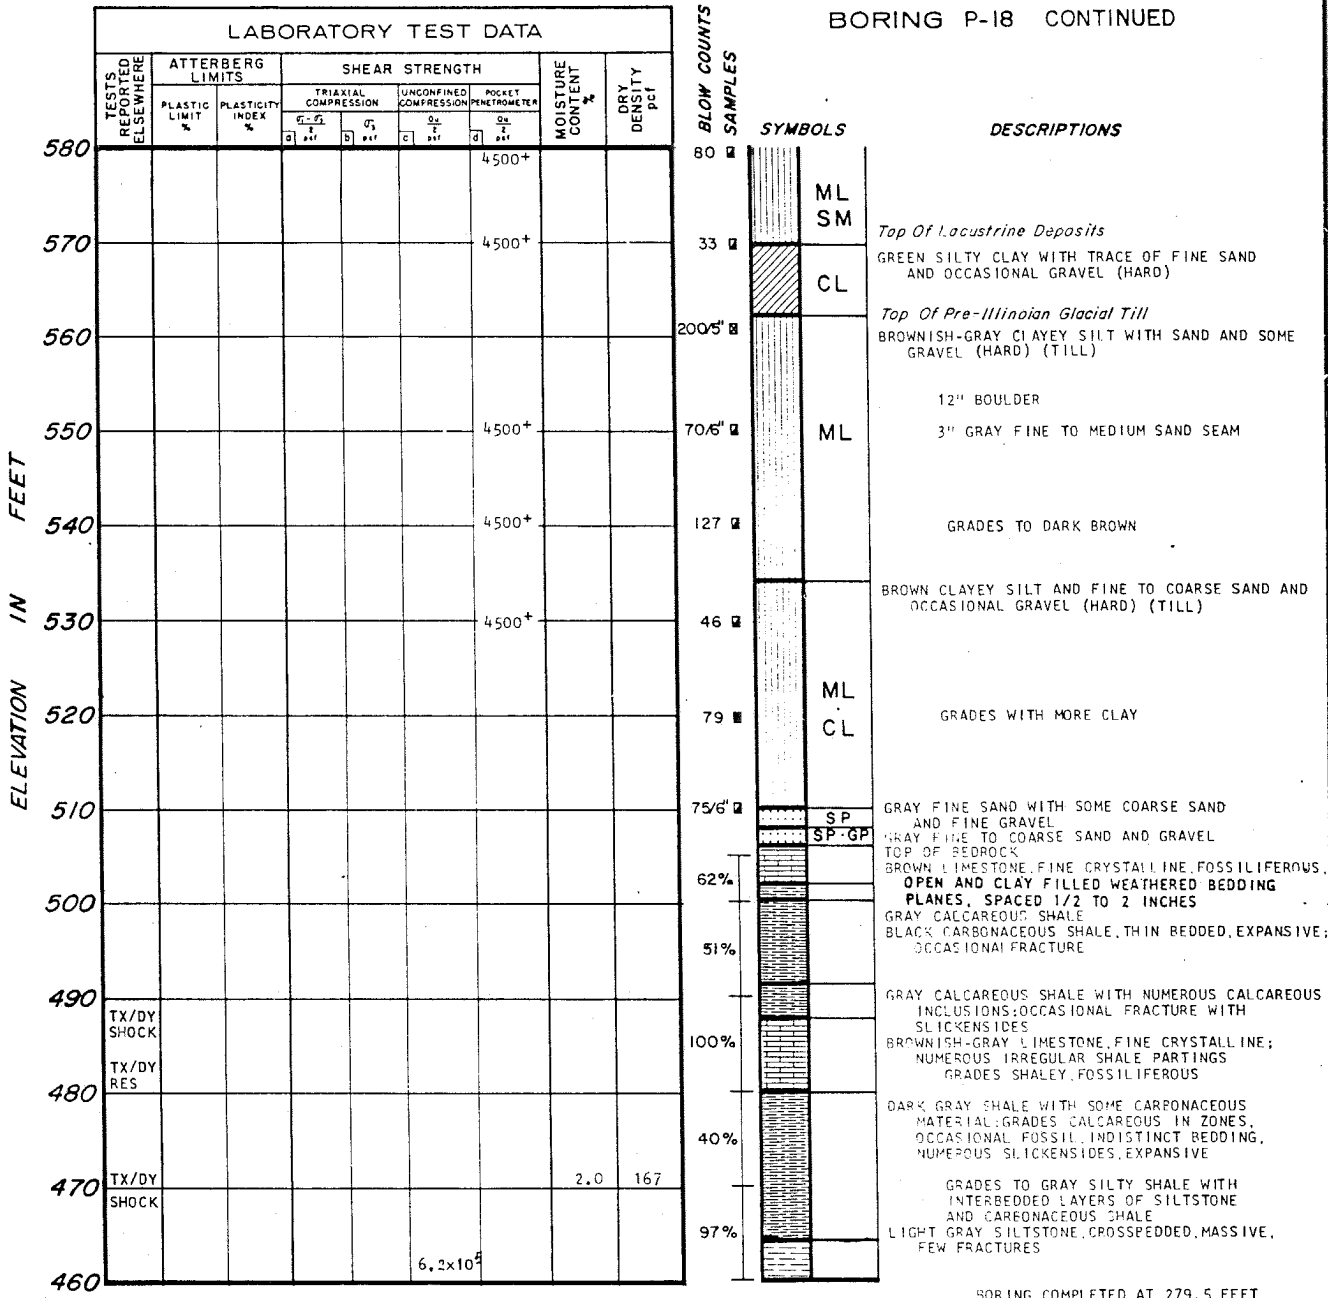 BORING P-18 CONTINUED
LABORATORY TEST DATA
TESTS REPORTED ELSEWHERE
ATTERBERG LIMITS
PLASTIC LIMIT %
PLASTICITY INDEX %
SHEAR STRENGTH
TRIAXIAL COMPRESSION
UNCONFINED COMPRESSION
POCKET PENETROMETER
a psf
b psf
c psf
d psf
MOISTURE CONTENT %
DRY DENSITY pcf
BLOW COUNTS
SAMPLES
SYMBOLS
DESCRIPTIONS
ELEVATION IN FEET
580
4500+
80
ML
SM
Top Of Lacustrine Deposits
570
4500+
33
GREEN SILTY CLAY WITH TRACE OF FINE SAND
AND OCCASIONAL GRAVEL (HARD)
CL
Top Of Pre-Illinoian Glacial Till
560
200/5"
BROWNISH-GRAY CLAYEY SILT WITH SAND AND SOME
GRAVEL (HARD) (TILL)
12" BOULDER
550
4500+
70/6"
ML
3" GRAY FINE TO MEDIUM SAND SEAM
540
4500+
127
GRADES TO DARK BROWN
BROWN CLAYEY SILT AND FINE TO COARSE SAND AND
OCCASIONAL GRAVEL (HARD) (TILL)
530
4500+
46
ML
CL
520
79
GRADES WITH MORE CLAY
510
75/6"
SP
GRAY FINE SAND WITH SOME COARSE SAND
AND FINE GRAVEL
SP-GP
GRAY FINE TO COARSE SAND AND GRAVEL
TOP OF BEDROCK
BROWN LIMESTONE, FINE CRYSTALLINE, FOSSILIFEROUS,
62%
OPEN AND CLAY FILLED WEATHERED BEDDING
PLANES, SPACED 1/2 TO 2 INCHES
500
GRAY CALCAREOUS SHALE
BLACK CARBONACEOUS SHALE, THIN BEDDED, EXPANSIVE;
OCCASIONAL FRACTURE
51%
490
GRAY CALCAREOUS SHALE WITH NUMEROUS CALCAREOUS
INCLUSIONS; OCCASIONAL FRACTURE WITH
SLICKENSIDES
TX/DY
SHOCK
100%
BROWNISH-GRAY LIMESTONE, FINE CRYSTALLINE;
NUMEROUS IRREGULAR SHALE PARTINGS
GRADES SHALEY, FOSSILIFEROUS
TX/DY
RES
480
DARK GRAY SHALE WITH SOME CARBONACEOUS
MATERIAL; GRADES CALCAREOUS IN ZONES,
OCCASIONAL FOSSIL, INDISTINCT BEDDING,
NUMEROUS SLICKENSIDES, EXPANSIVE
40%
470
TX/DY
SHOCK
2.0
167
GRADES TO GRAY SILTY SHALE WITH
INTERBEDDED LAYERS OF SILTSTONE
AND CARBONACEOUS SHALE
97%
LIGHT GRAY SILTSTONE, CROSSBEDDED, MASSIVE,
FEW FRACTURES
6.2x10⁵
460
BORING COMPLETED AT 279.5 FEET